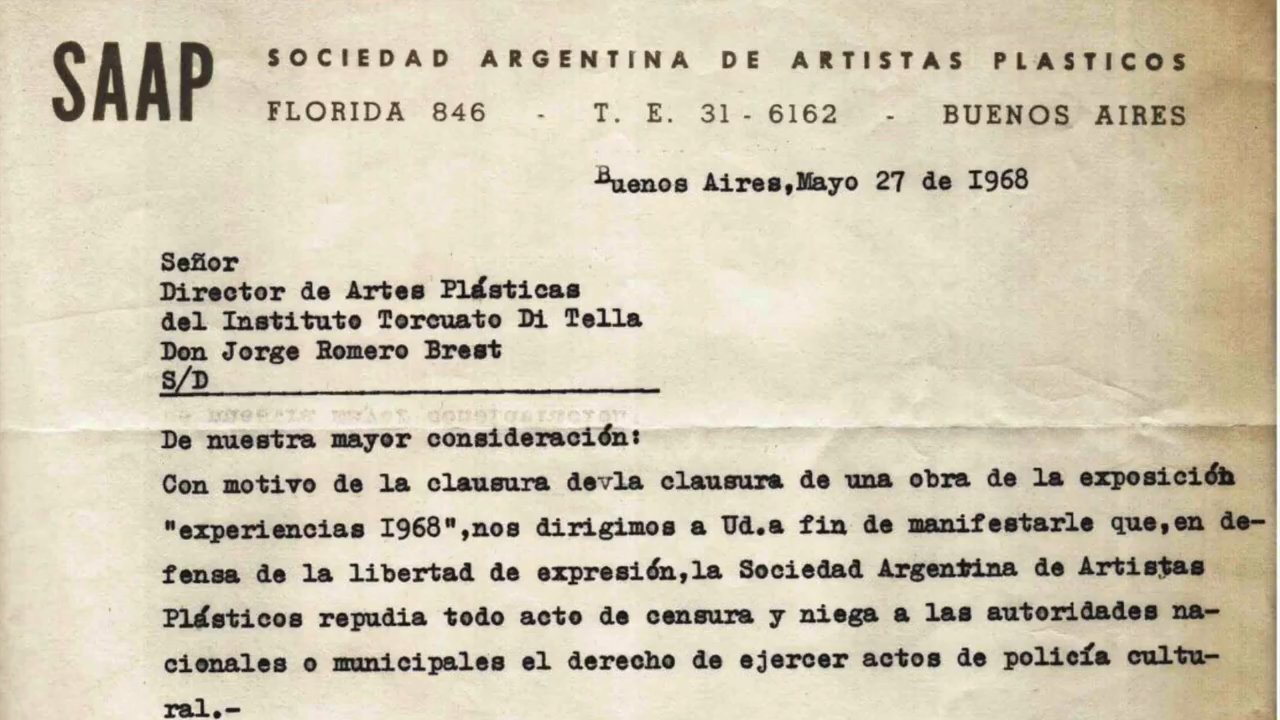 SAAP
SOCIEDAD ARGENTINA DE ARTISTAS PLASTICOS
FLORIDA 846 - T. E. 31 - 6162 - BUENOS AIRES
Buenos Aires,Mayo 27 de I968
Señor
Director de Artes Plásticas
del Instituto Torcuato Di Tella
Don Jorge Romero Brest
S/D
De nuestra mayor consideración:
Con motivo de la clausura devla clausura de una obra de la exposición
"experiencias I968",nos dirigimos a Ud.a fin de manifestarle que,en de-
fensa de la libertad de expresión,la Sociedad Argentina de Artistas
Plásticos repudia todo acto de censura y niega a las autoridades na-
cionales o municipales el derecho de ejercer actos de policía cultu-
ral.-